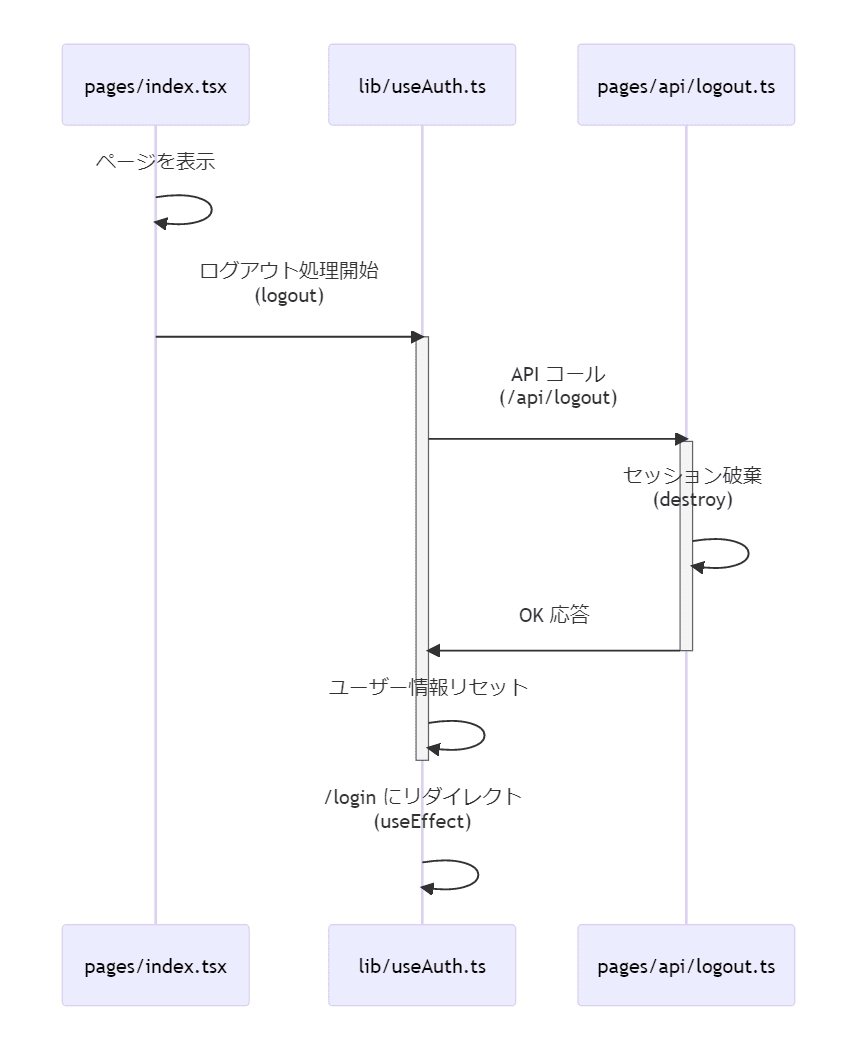 pages/index.tsx
lib/useAuth.ts
pages/api/logout.ts
ページを表示
ログアウト処理開始
(logout)
API コール
(/api/logout)
セッション破棄
(destroy)
OK 応答
ユーザー情報リセット
/login にリダイレクト
(useEffect)
pages/index.tsx
lib/useAuth.ts
pages/api/logout.ts